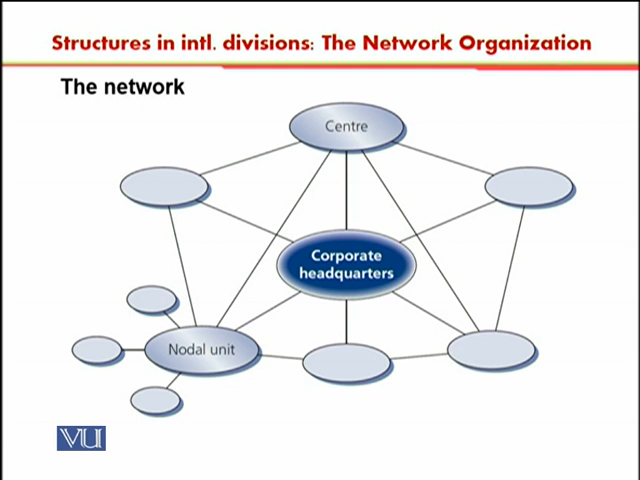 Structures in intl. divisions: The Network Organization
The network
Centre
Corporate
headquarters
Nodal unit
VU